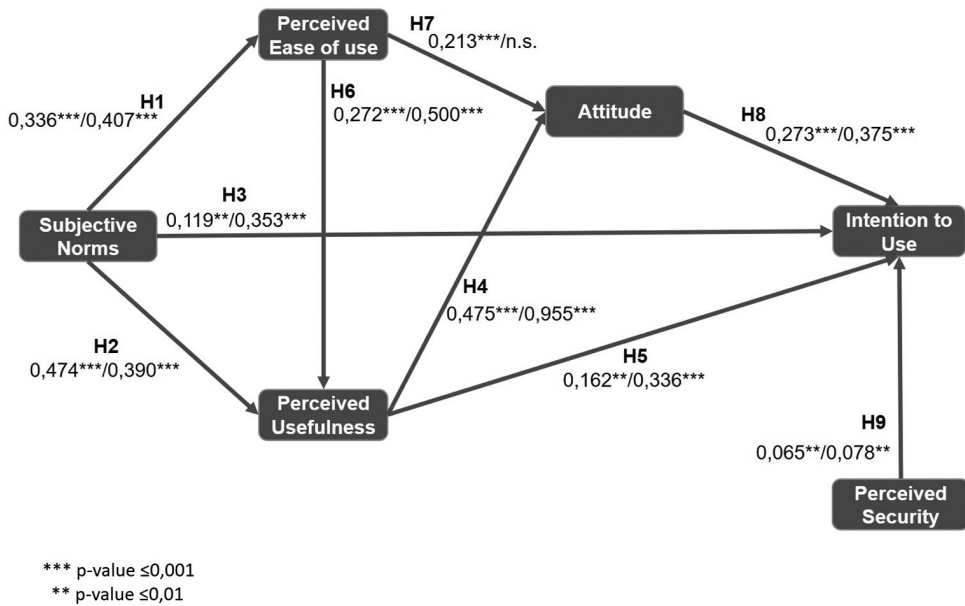 Perceived
Ease of use
H7
0,213***/n.s.
H1
0,336***/0,407***
H6
0,272***/0,500***
Attitude
H8
0,273***/0,375***
H3
0,119**/0,353***
Subjective
Norms
Intention to
Use
H4
0,475***/0,955***
H2
0,474***/0,390***
H5
0,162**/0,336***
Perceived
Usefulness
H9
0,065**/0,078**
Perceived
Security
*** p-value ≤0,001
** p-value ≤0,01